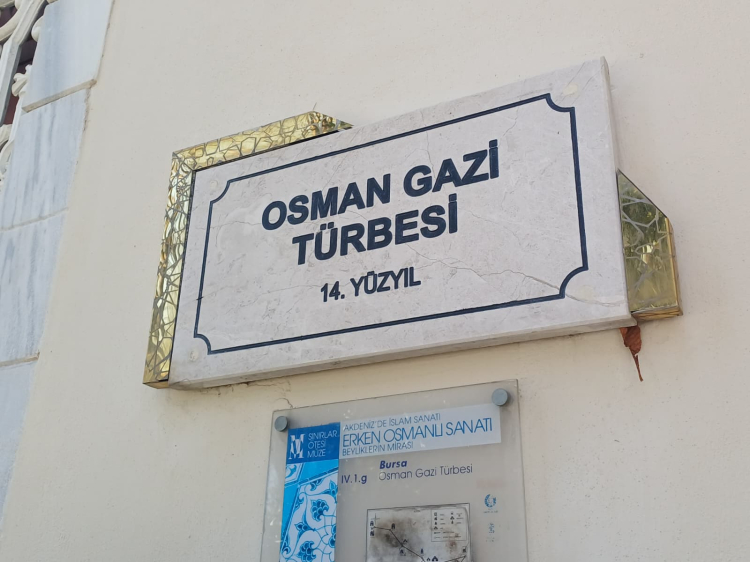 OSMAN GAZİ
TÜRBESİ
14. YÜZYIL
SINIRLAR
ÖTESİ
MÜZE
AKDENİZ'DE İSLAM SANATI
ERKEN OSMANLI SANATI
BEYLİKLERİN MİRASI
Bursa
IV.1.g Osman Gazi Türbesi